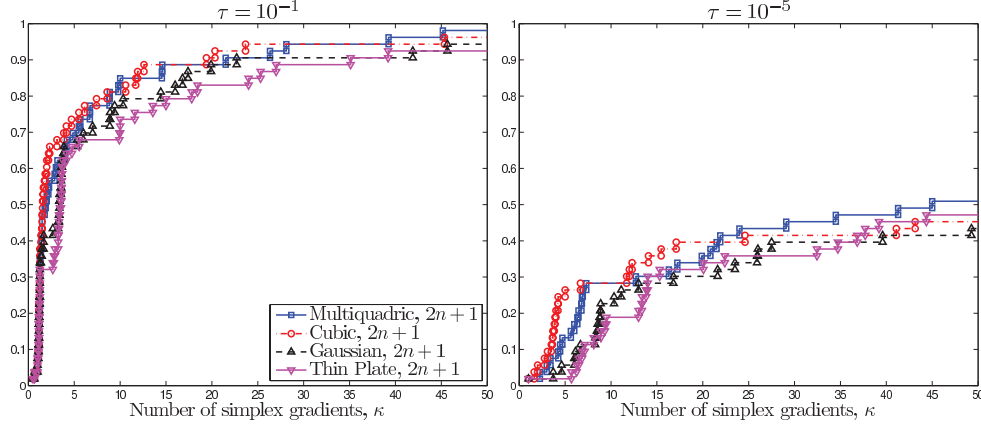 τ = 10⁻¹
1
0.9
0.8
0.7
0.6
0.5
0.4
0.3
0.2
0.1
0
0 5 10 15 20 25 30 35 40 45 50
Number of simplex gradients, κ
Multiquadric, 2n+1
Cubic, 2n+1
Gaussian, 2n+1
Thin Plate, 2n+1
τ = 10⁻⁵
1
0.9
0.8
0.7
0.6
0.5
0.4
0.3
0.2
0.1
0
0 5 10 15 20 25 30 35 40 45 50
Number of simplex gradients, κ